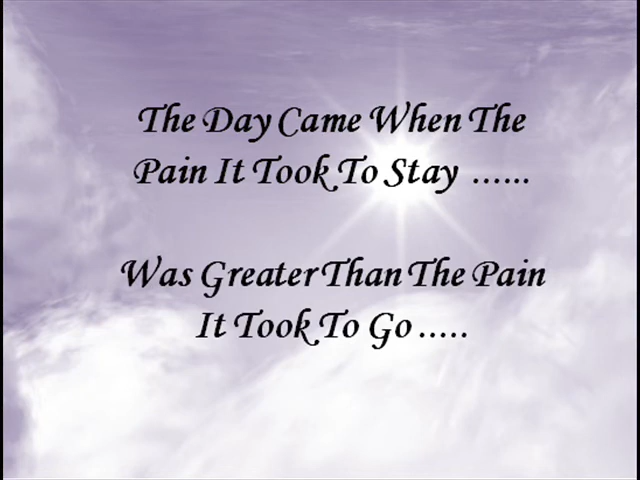 The Day Came When The
Pain It Took To Stay ......
Was Greater Than The Pain
It Took To Go .....